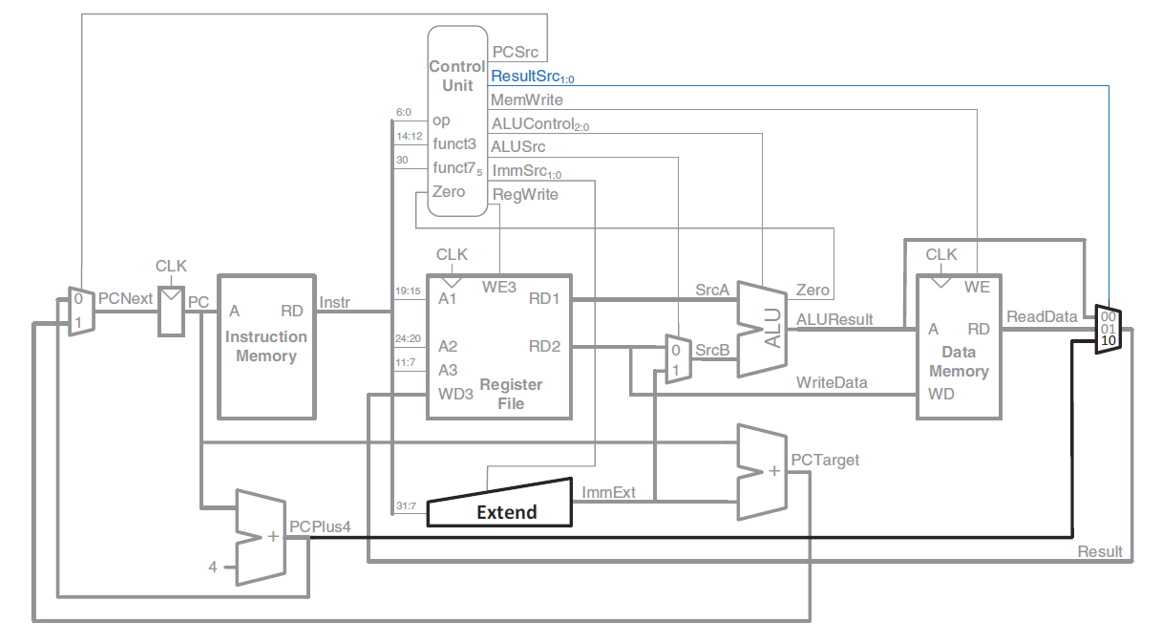 PCSrc
Control
Unit
ResultSrc1:0
MemWrite
6:0
op
ALUControl2:0
14:12
funct3
ALUSrc
30
funct75
ImmSrc1:0
Zero
RegWrite
CLK
CLK
CLK
0
PCNext
PC
A
RD
Instr
19:15
A1
WE3
RD1
SrcA
Zero
WE
00
1
Instruction
Memory
ALU
ALUResult
A
RD
ReadData
01
10
24:20
A2
RD2
0
SrcB
Data
Memory
11:7
A3
1
Register
File
WD3
WriteData
WD
PCTarget
+
ImmExt
31:7
Extend
PCPlus4
+
4
Result